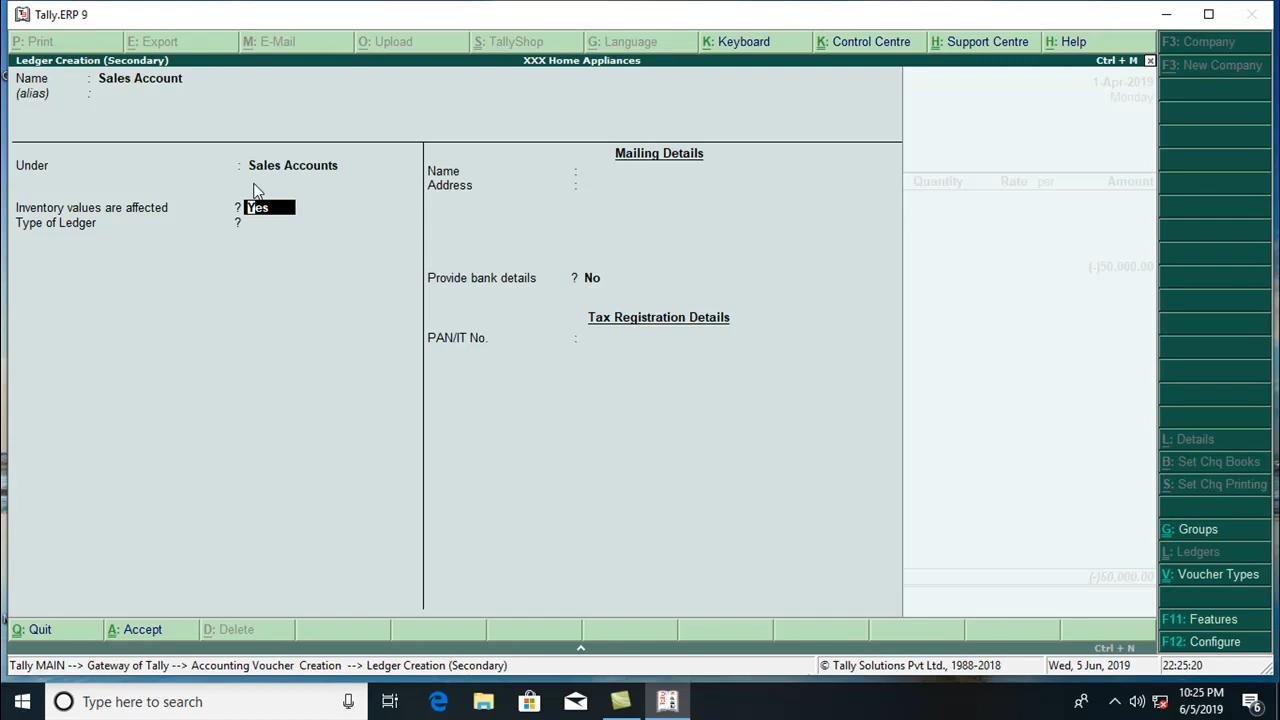 Tally.ERP 9
P: Print E: Export M: E-Mail O: Upload S: TallyShop G: Language K: Keyboard K: Control Centre H: Support Centre H: Help
F3: Company
F3: New Company
Ledger Creation (Secondary) XXX Home Appliances Ctrl + M
Name : Sales Account
(alias) :
1-Apr-2019
Monday
Under : Sales Accounts
Inventory values are affected ? Yes
Type of Ledger ?
Mailing Details
Name :
Address :
Provide bank details ? No
Tax Registration Details
PAN/IT No. :
Quantity Rate per Amount
(-)50,000.00
(-)50,000.00
L: Details
B: Set Chq Books
S: Set Chq Printing
G: Groups
L: Ledgers
V: Voucher Types
F11: Features
F12: Configure
Q: Quit A: Accept D: Delete
Ctrl + N
Tally MAIN --> Gateway of Tally --> Accounting Voucher Creation --> Ledger Creation (Secondary) © Tally Solutions Pvt Ltd., 1988-2018 Wed, 5 Jun, 2019 22:25:20
Type here to search
10:25 PM
6/5/2019
6